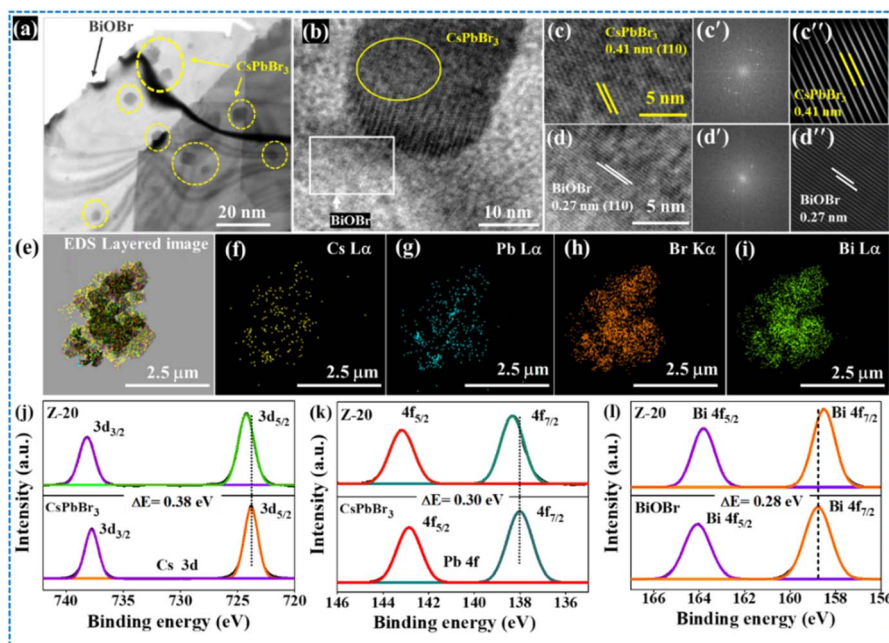 (a)
BiOBr
CsPbBr3
20 nm
(b)
CsPbBr3
BiOBr
10 nm
(c)
CsPbBr3
0.41 nm (110)
5 nm
(c')
(c'')
CsPbBr3
0.41 nm
(d)
BiOBr
0.27 nm (110)
5 nm
(d')
(d'')
BiOBr
0.27 nm
(e)
EDS Layered image
2.5 μm
(f)
Cs Lα
2.5 μm
(g)
Pb Lα
2.5 μm
(h)
Br Kα
2.5 μm
(i)
Bi Lα
2.5 μm
(j)
Z-20
3d3/2
3d5/2
ΔE= 0.38 eV
CsPbBr3
3d3/2
3d5/2
Cs 3d
Intensity (a.u.)
740 735 730 725 720
Binding energy (eV)
(k)
Z-20
4f5/2
4f7/2
ΔE= 0.30 eV
CsPbBr3
4f5/2
4f7/2
Pb 4f
Intensity (a.u.)
146 144 142 140 138 136
Binding energy (eV)
(l)
Z-20
Bi 4f5/2
Bi 4f7/2
ΔE= 0.28 eV
BiOBr
Bi 4f5/2
Bi 4f7/2
Intensity (a.u.)
166 164 162 160 158 156
Binding energy (eV)